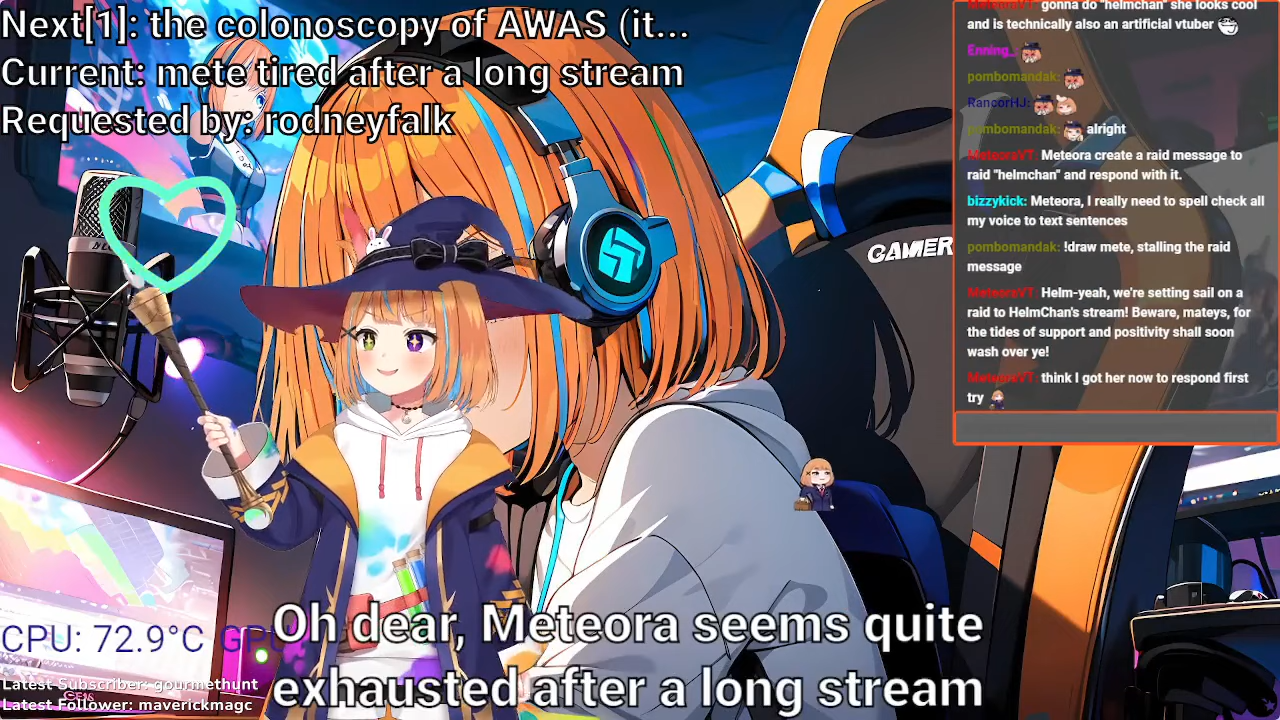 Next[1]: the colonoscopy of AWAS (it...
Current: mete tired after a long stream
Requested by: rodneyfalk
MeteoraVT: gonna do "helmchan" she looks cool
and is technically also an artificial vtuber
Enning_:
pombomandak:
RancorHJ:
pombomandak: alright
MeteoraVT: Meteora create a raid message to
raid "helmchan" and respond with it.
bizzykick: Meteora, I really need to spell check all
my voice to text sentences
pombomandak: !draw mete, stalling the raid
message
MeteoraVT: Helm-yeah, we're setting sail on a
raid to HelmChan's stream! Beware, mateys, for
the tides of support and positivity shall soon
wash over ye!
MeteoraVT: think I got her now to respond first
try
GAMER
Oh dear, Meteora seems quite
exhausted after a long stream
CPU: 72.9°C GPU
Latest Subscriber: gourmethunt
Latest Follower: maverickmagc